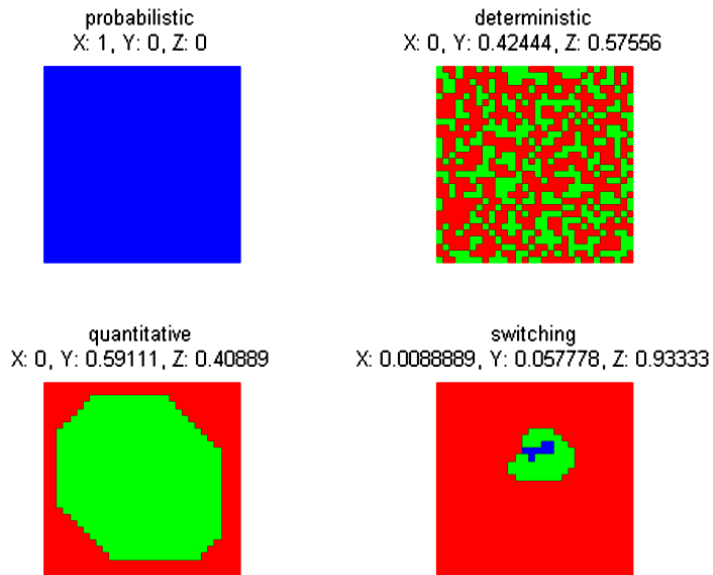 probabilistic
X: 1, Y: 0, Z: 0
deterministic
X: 0, Y: 0.42444, Z: 0.57556
quantitative
X: 0, Y: 0.59111, Z: 0.40889
switching
X: 0.0088889, Y: 0.057778, Z: 0.93333